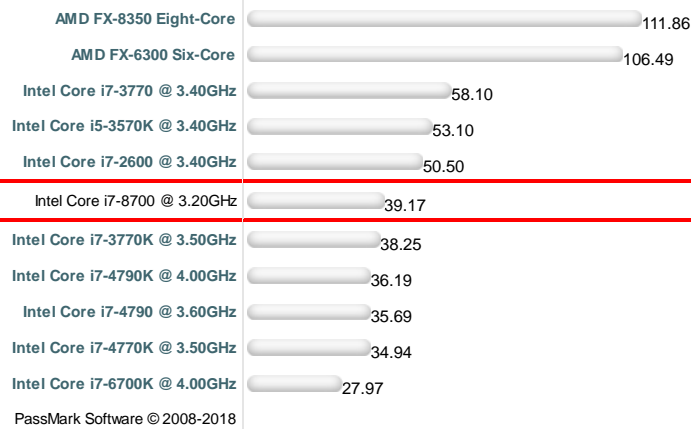 AMD FX-8350 Eight-Core 111.86
AMD FX-6300 Six-Core 106.49
Intel Core i7-3770 @ 3.40GHz 58.10
Intel Core i5-3570K @ 3.40GHz 53.10
Intel Core i7-2600 @ 3.40GHz 50.50
Intel Core i7-8700 @ 3.20GHz 39.17
Intel Core i7-3770K @ 3.50GHz 38.25
Intel Core i7-4790K @ 4.00GHz 36.19
Intel Core i7-4790 @ 3.60GHz 35.69
Intel Core i7-4770K @ 3.50GHz 34.94
Intel Core i7-6700K @ 4.00GHz 27.97
PassMark Software © 2008-2018